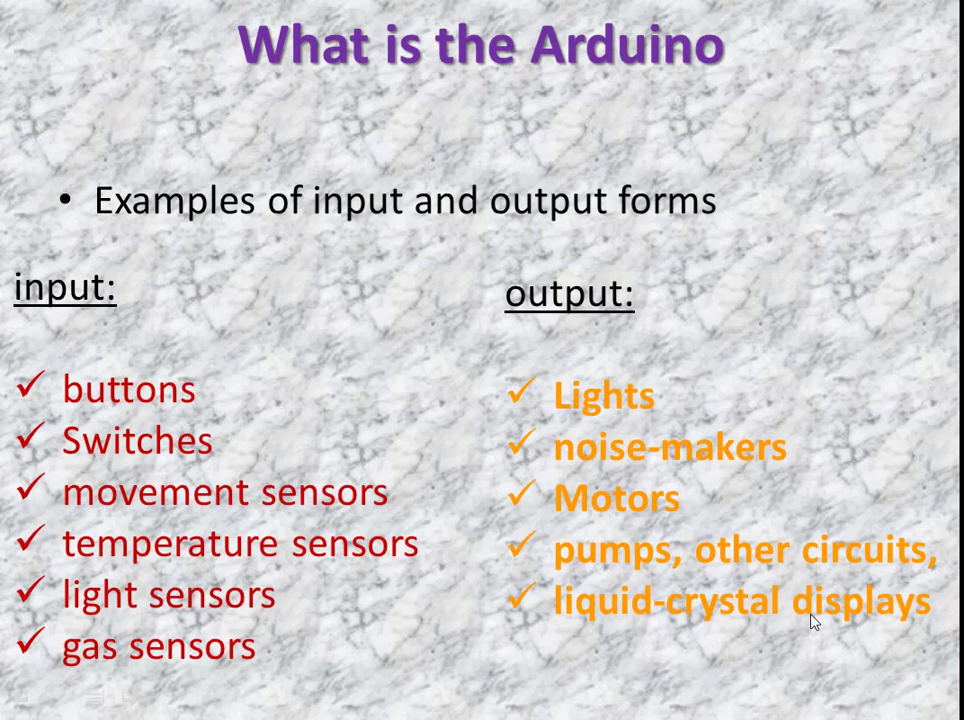 What is the Arduino
• Examples of input and output forms
input:
✓ buttons
✓ Switches
✓ movement sensors
✓ temperature sensors
✓ light sensors
✓ gas sensors
output:
✓ Lights
✓ noise-makers
✓ Motors
✓ pumps, other circuits,
✓ liquid-crystal displays